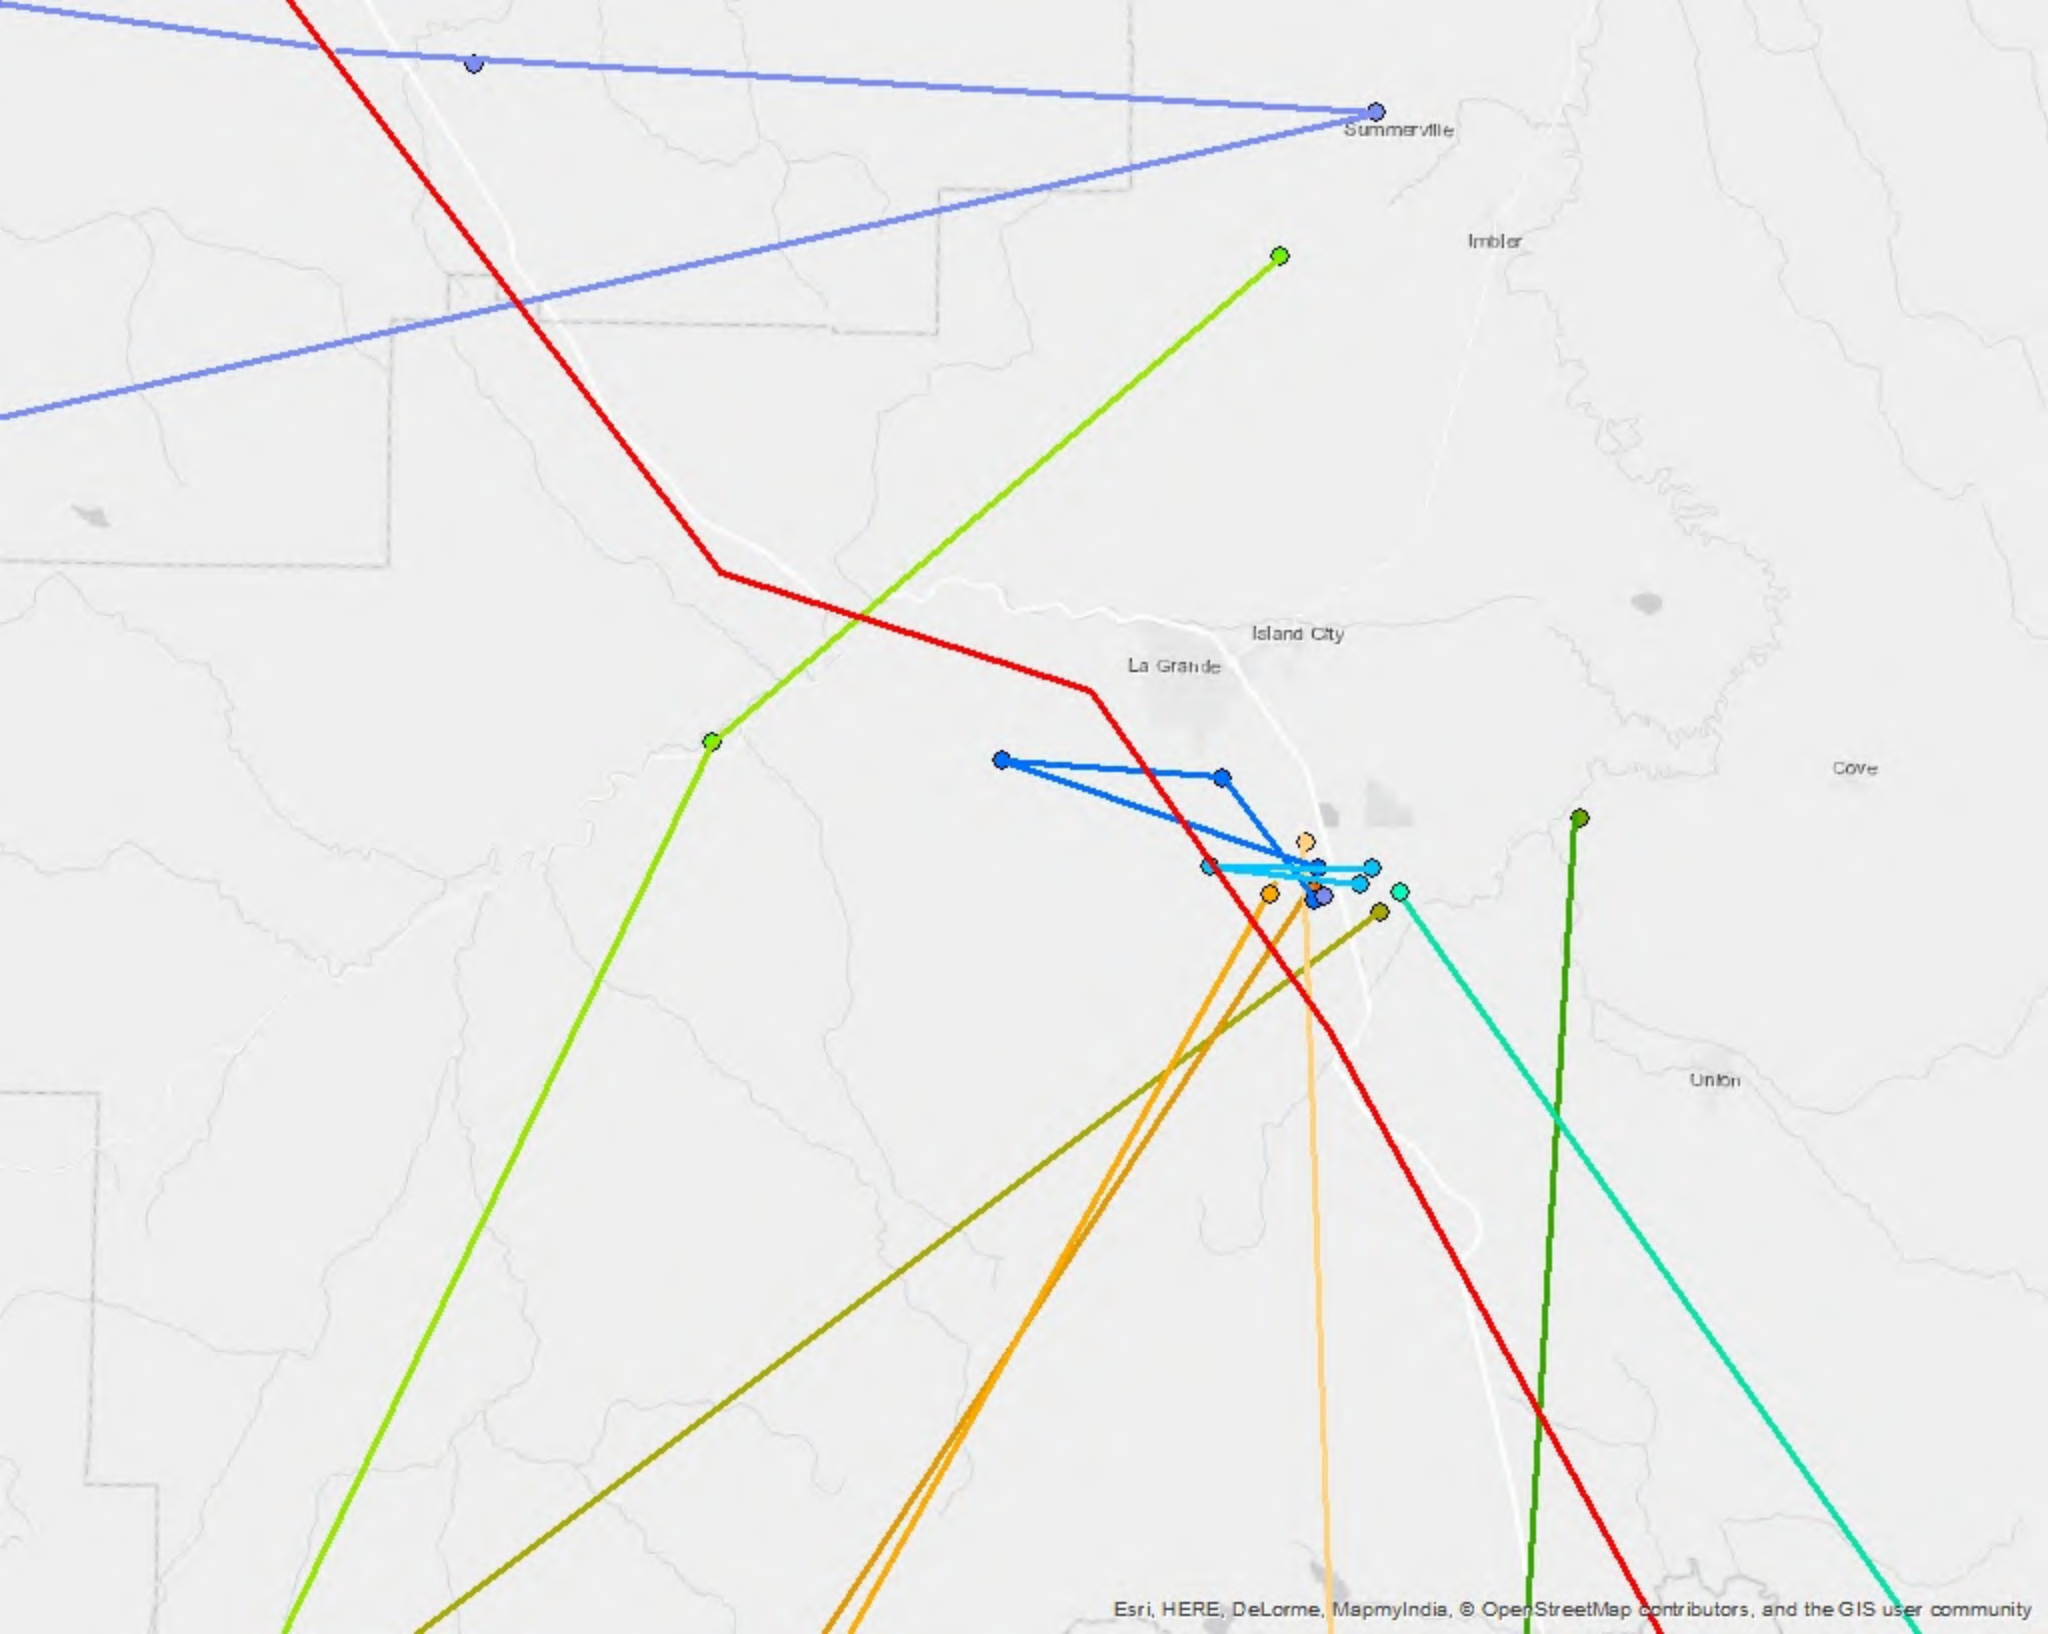 Summerville
Imbler
Island City
La Grande
Cove
Union
Esri, HERE, DeLorme, MapmyIndia, © OpenStreetMap contributors, and the GIS user community